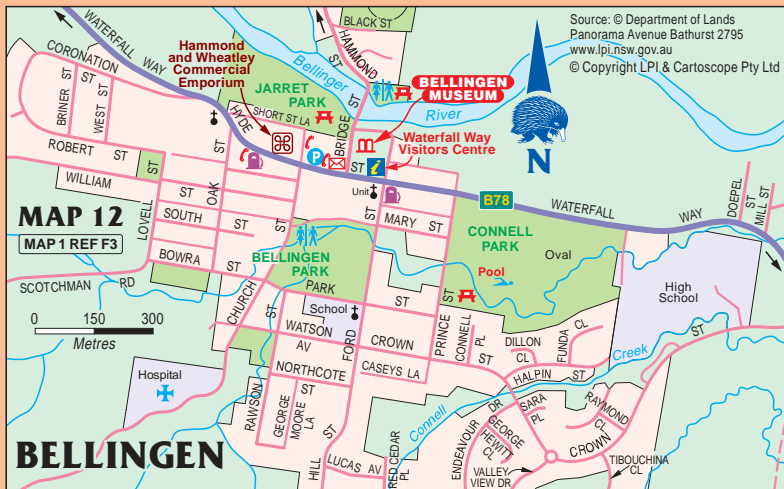 Source: © Department of Lands
Panorama Avenue Bathurst 2795
www.lpi.nsw.gov.au
© Copyright LPI & Cartoscope Pty Ltd
BLACK ST
HAMMOND
ST
WATERFALL
WAY
CORONATION
ST
Hammond
and Wheatley
Commercial
Emporium
Bellinger
River
JARRET
PARK
BELLINGEN
MUSEUM
BRINER ST
WEST ST
HYDE
ST
SHORT ST LA
BRIDGE ST
Waterfall Way
Visitors Centre
P
i
N
ROBERT
ST
WILLIAM
ST
OAK
ST
LOVELL
ST
Unit
B78
WATERFALL
WAY
DOEPEL ST
MILL ST
MAP 12
MAP 1 REF F3
SOUTH
ST
MARY ST
CONNELL
PARK
Oval
BOWRA
ST
BELLINGEN
PARK
PARK
ST
Pool
SCOTCHMAN RD
High
School
0 150 300
Metres
CHURCH
ST
School
WATSON
AV
FORD
ST
CROWN
ST
PRINCE
ST
CONNELL
PL
DILLON
CL
FUNDA CL
Creek
ST
NORTHCOTE
ST
CASEYS LA
HALPIN ST
Hospital
RAWSON
ST
GEORGE
MOORE
LA
Connell
ENDEAVOUR
DR
SARA
PL
GEORGE
HEWITT
CL
RAYMOND
CL
CROWN
BELLINGEN
HILL
ST
LUCAS AV
RED CEDAR
PL
VALLEY
VIEW DR
TIBOUCHINA
CL